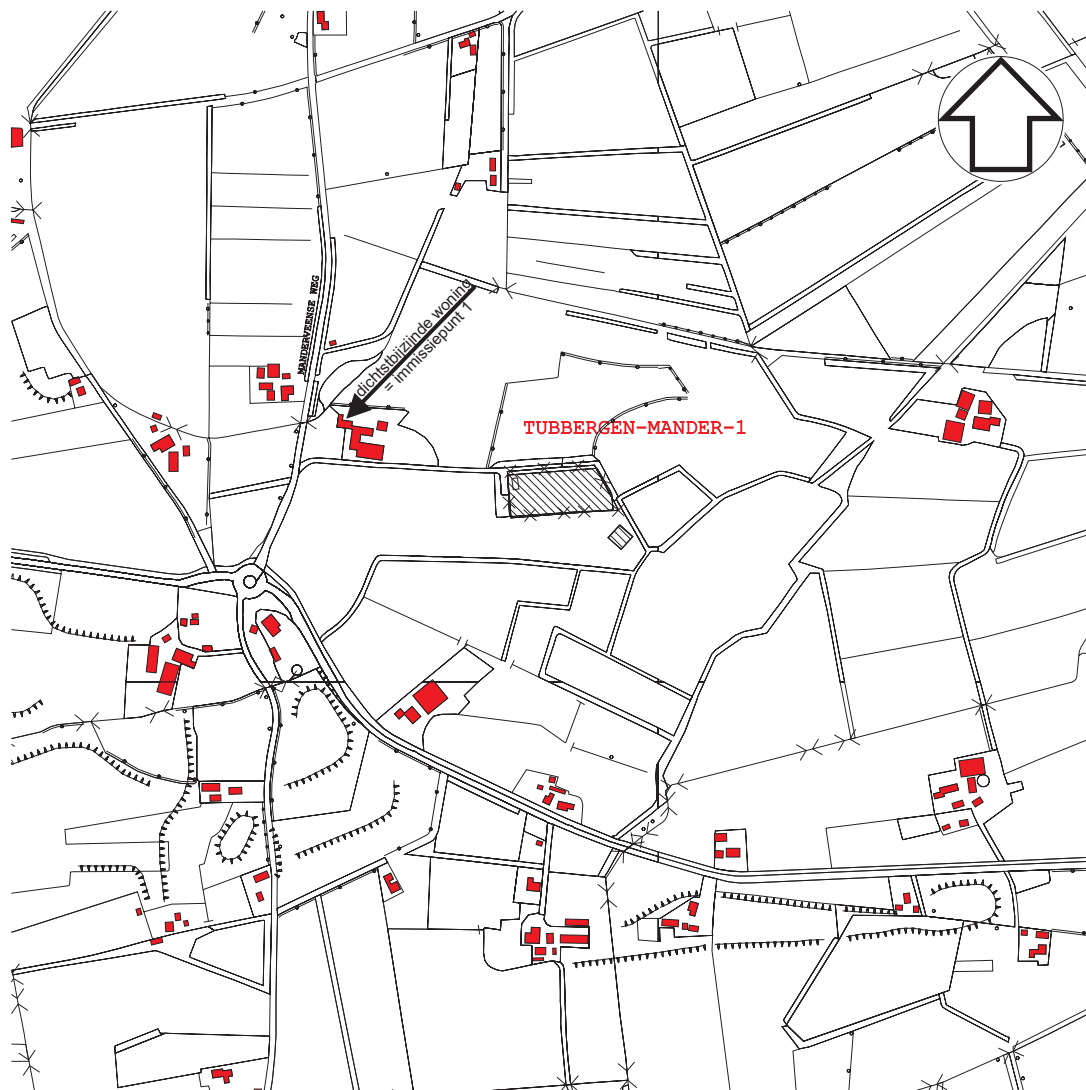 MANDERVEENSE WEG
dichtstbijzijnde woning
= immissiepunt 1
TUBBERGEN-MANDER-1